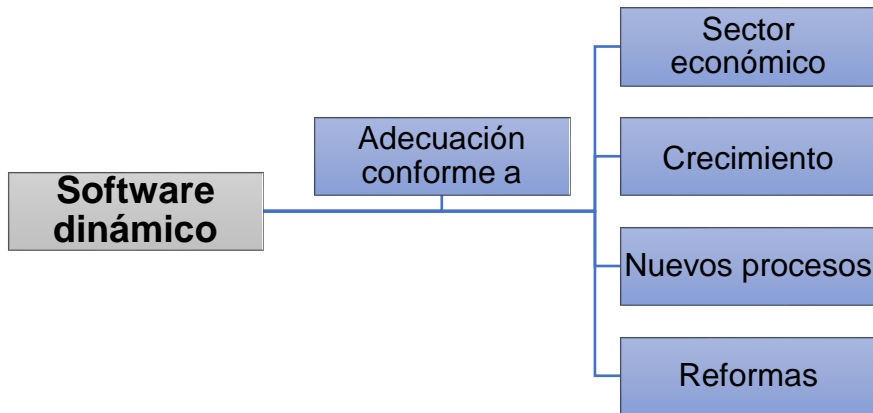 Software
dinámico
Adecuación
conforme a
Sector
económico
Crecimiento
Nuevos procesos
Reformas